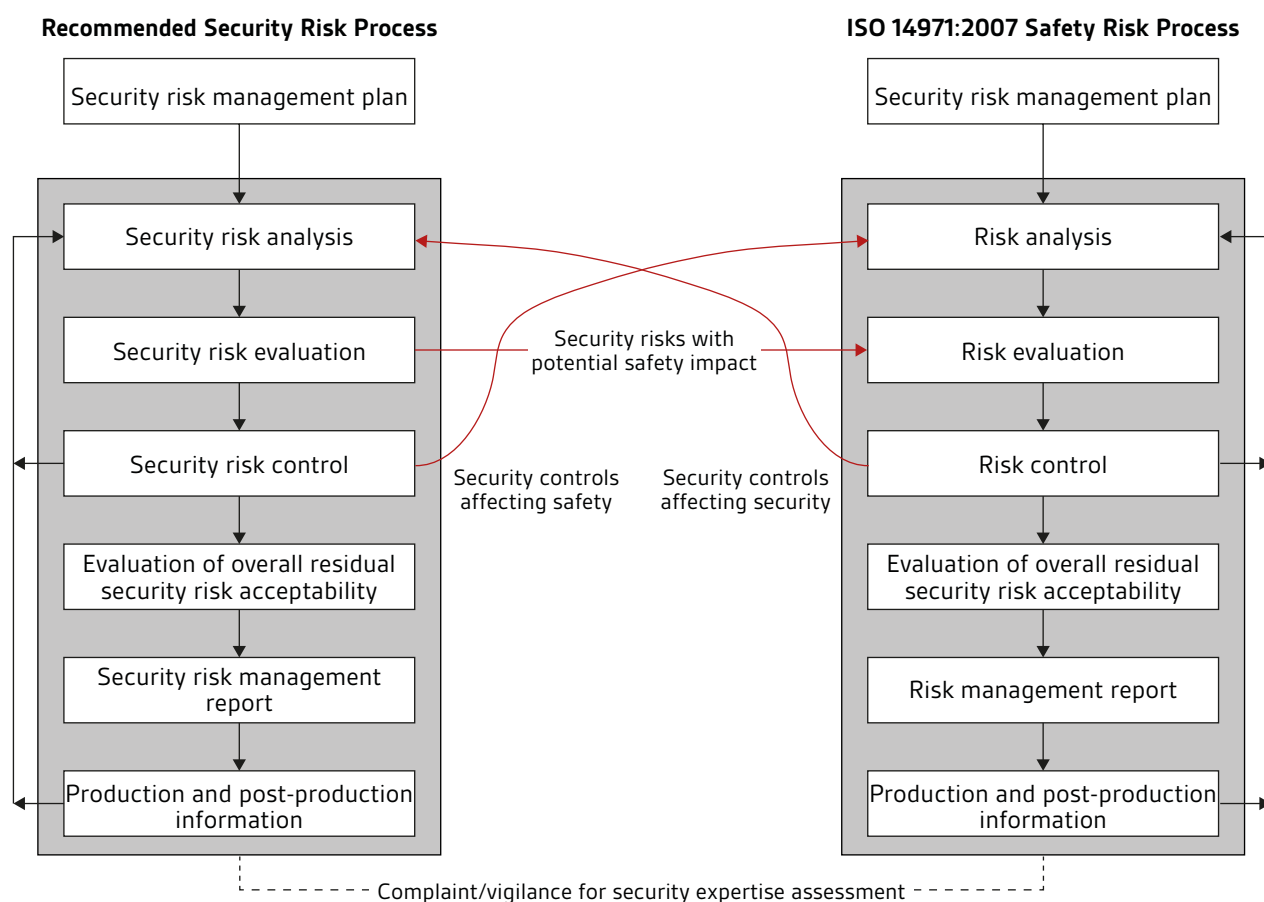 Recommended Security Risk Process
Security risk management plan
Security risk analysis
Security risk evaluation
Security risk control
Evaluation of overall residual
security risk acceptability
Security risk management
report
Production and post-production
information
Security risks with
potential safety impact
Security controls
affecting safety
Security controls
affecting security
ISO 14971:2007 Safety Risk Process
Security risk management plan
Risk analysis
Risk evaluation
Risk control
Evaluation of overall residual
security risk acceptability
Risk management report
Production and post-production
information
Complaint/vigilance for security expertise assessment